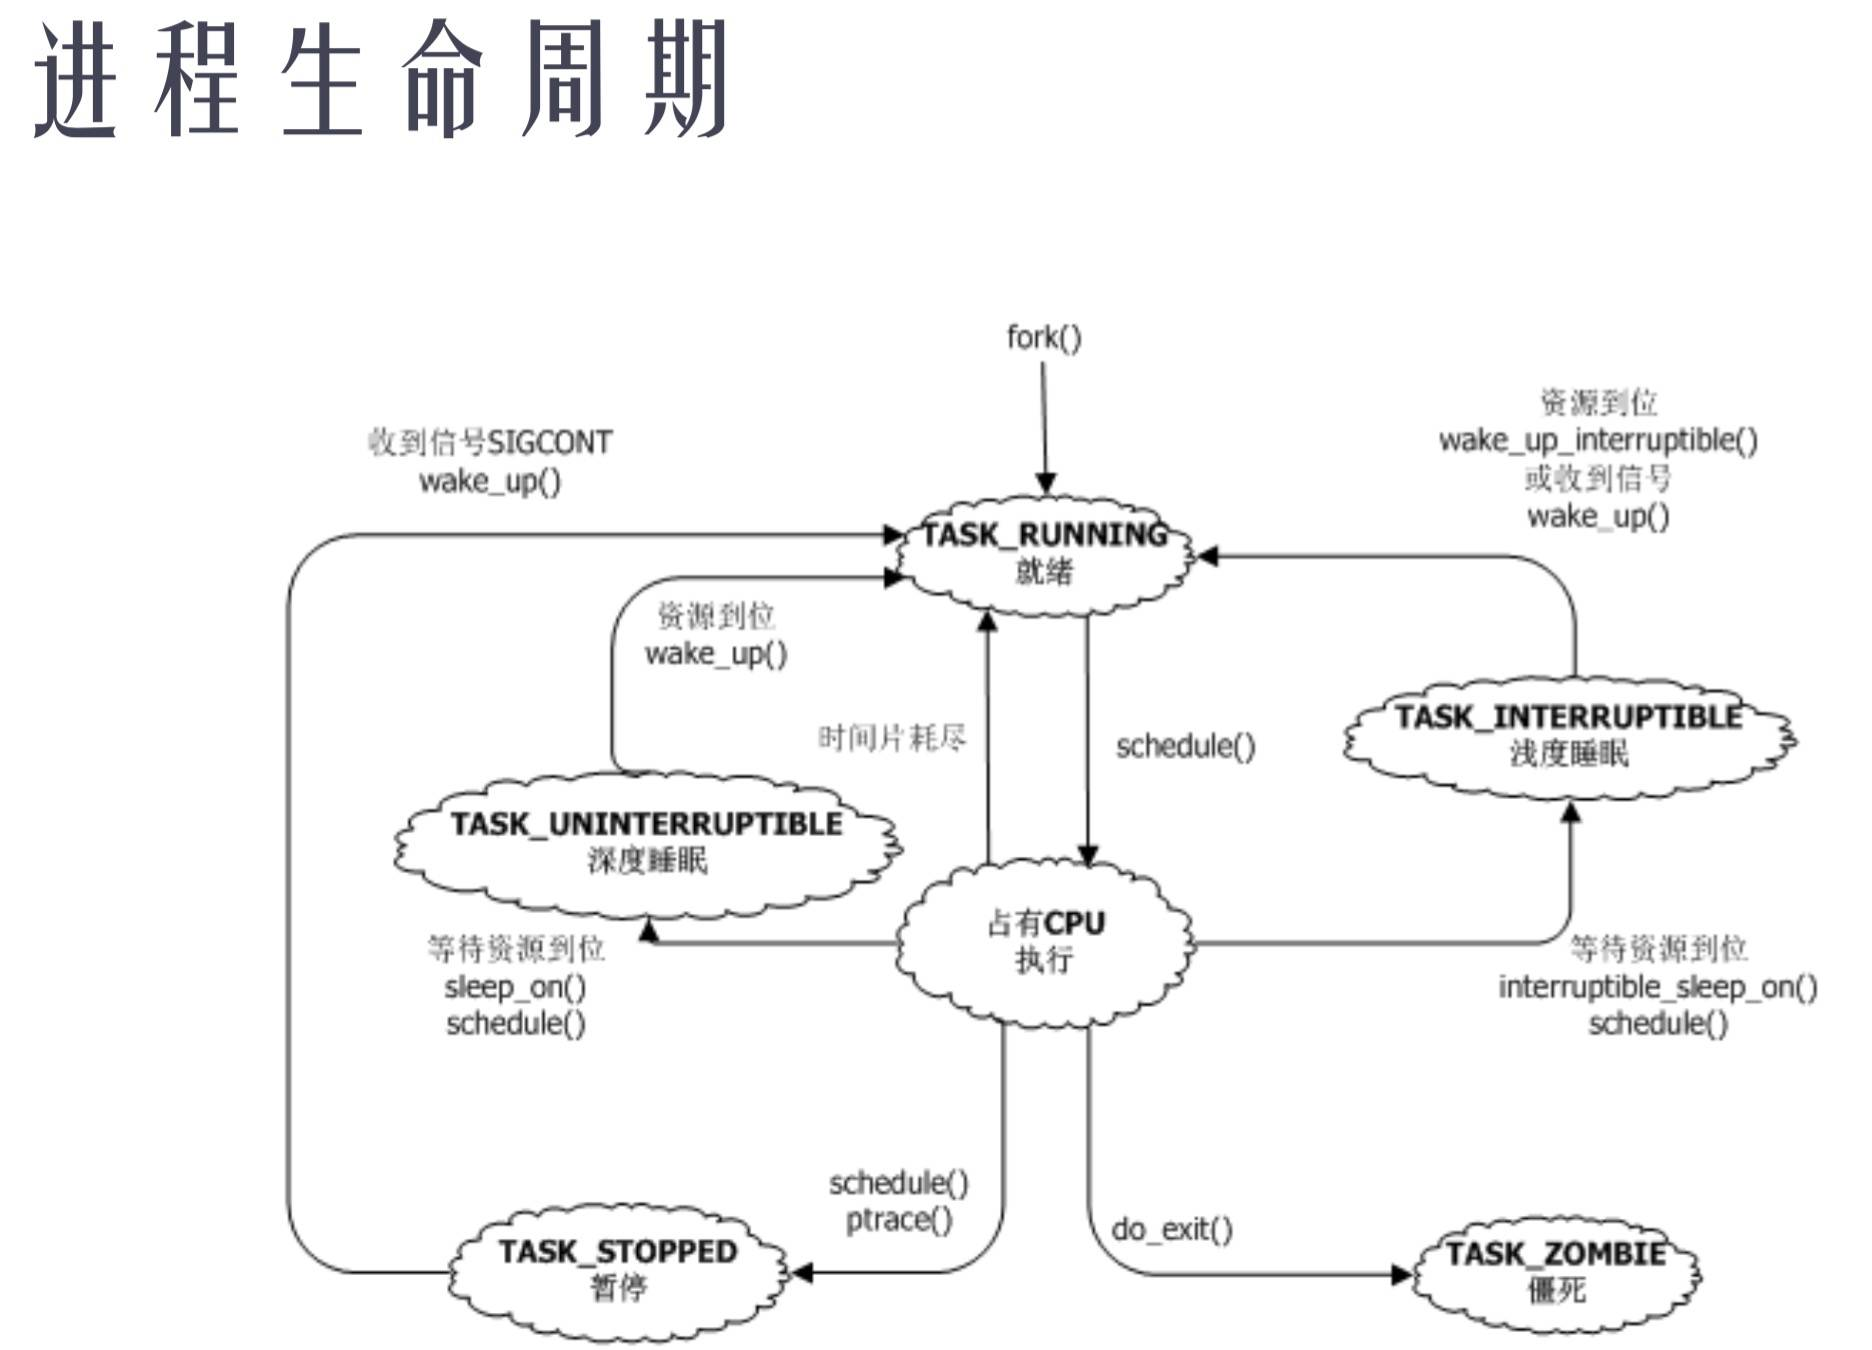 进程生命周期
fork()
资源到位
wake_up_interruptible()
或收到信号
wake_up()
收到信号SIGCONT
wake_up()
TASK_RUNNING
就绪
资源到位
wake_up()
时间片耗尽
schedule()
TASK_INTERRUPTIBLE
浅度睡眠
TASK_UNINTERRUPTIBLE
深度睡眠
占有CPU
执行
等待资源到位
sleep_on()
schedule()
等待资源到位
interruptible_sleep_on()
schedule()
schedule()
ptrace()
do_exit()
TASK_STOPPED
暂停
TASK_ZOMBIE
僵死